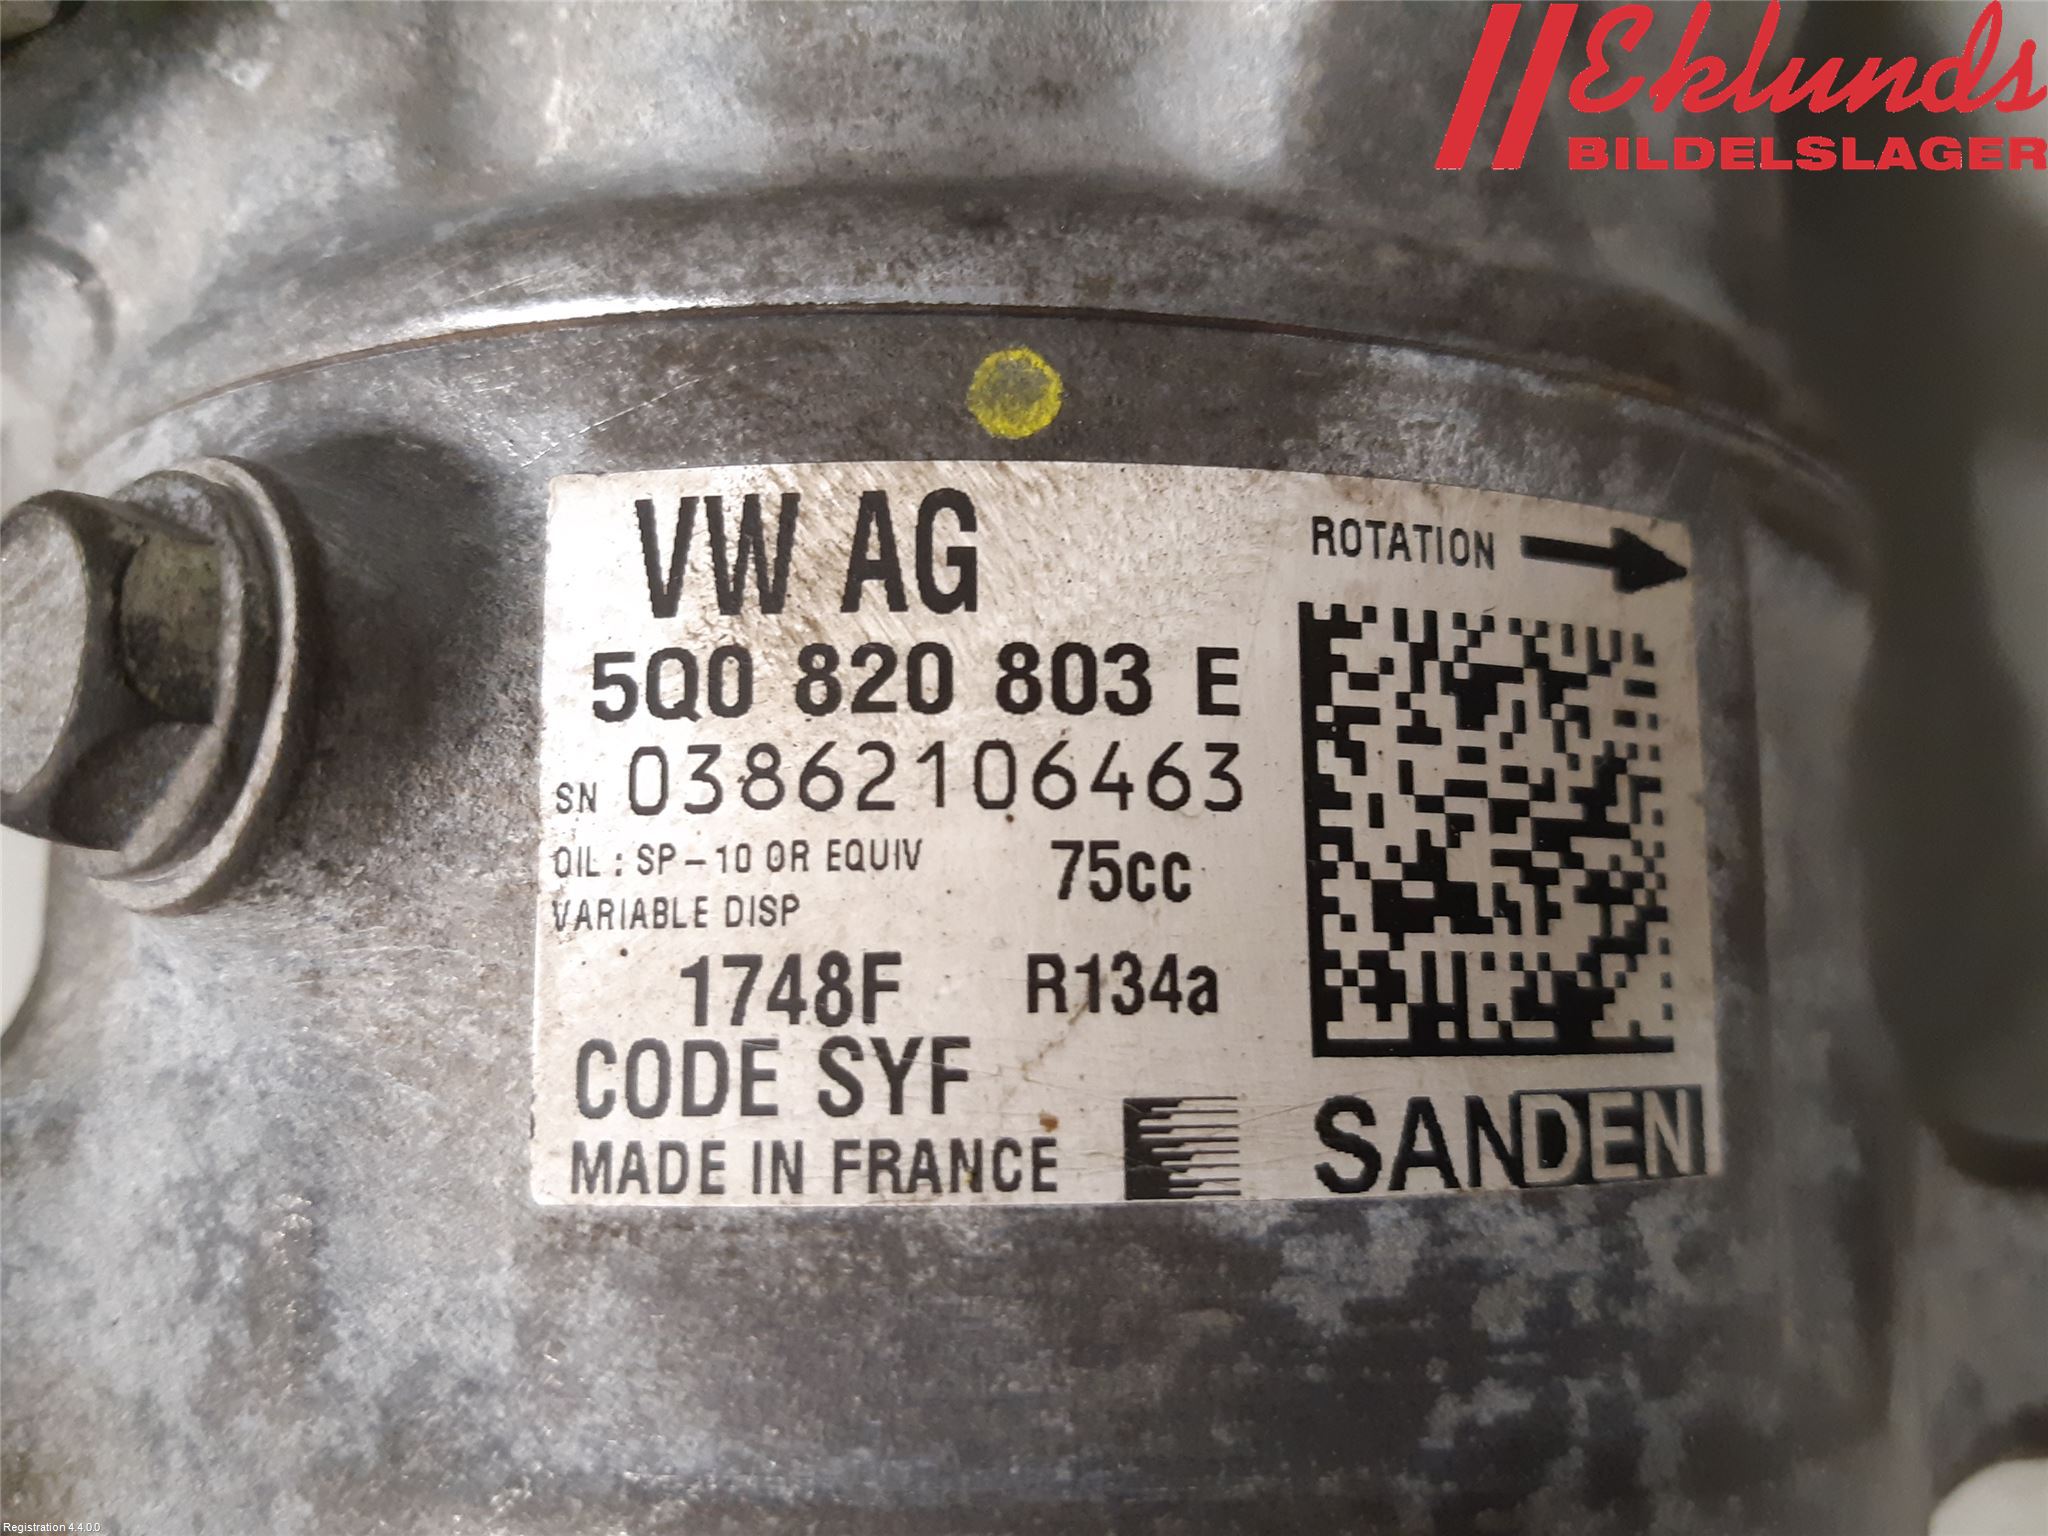 Eklunds
BILDELSLAGER
VW AG
ROTATION
5Q0 820 803 E
SN 03862106463
OIL : SP-10 OR EQUIV 75cc
VARIABLE DISP
1748F R134a
CODE SYF
MADE IN FRANCE
SANDEN
Registration 4.4.0.0